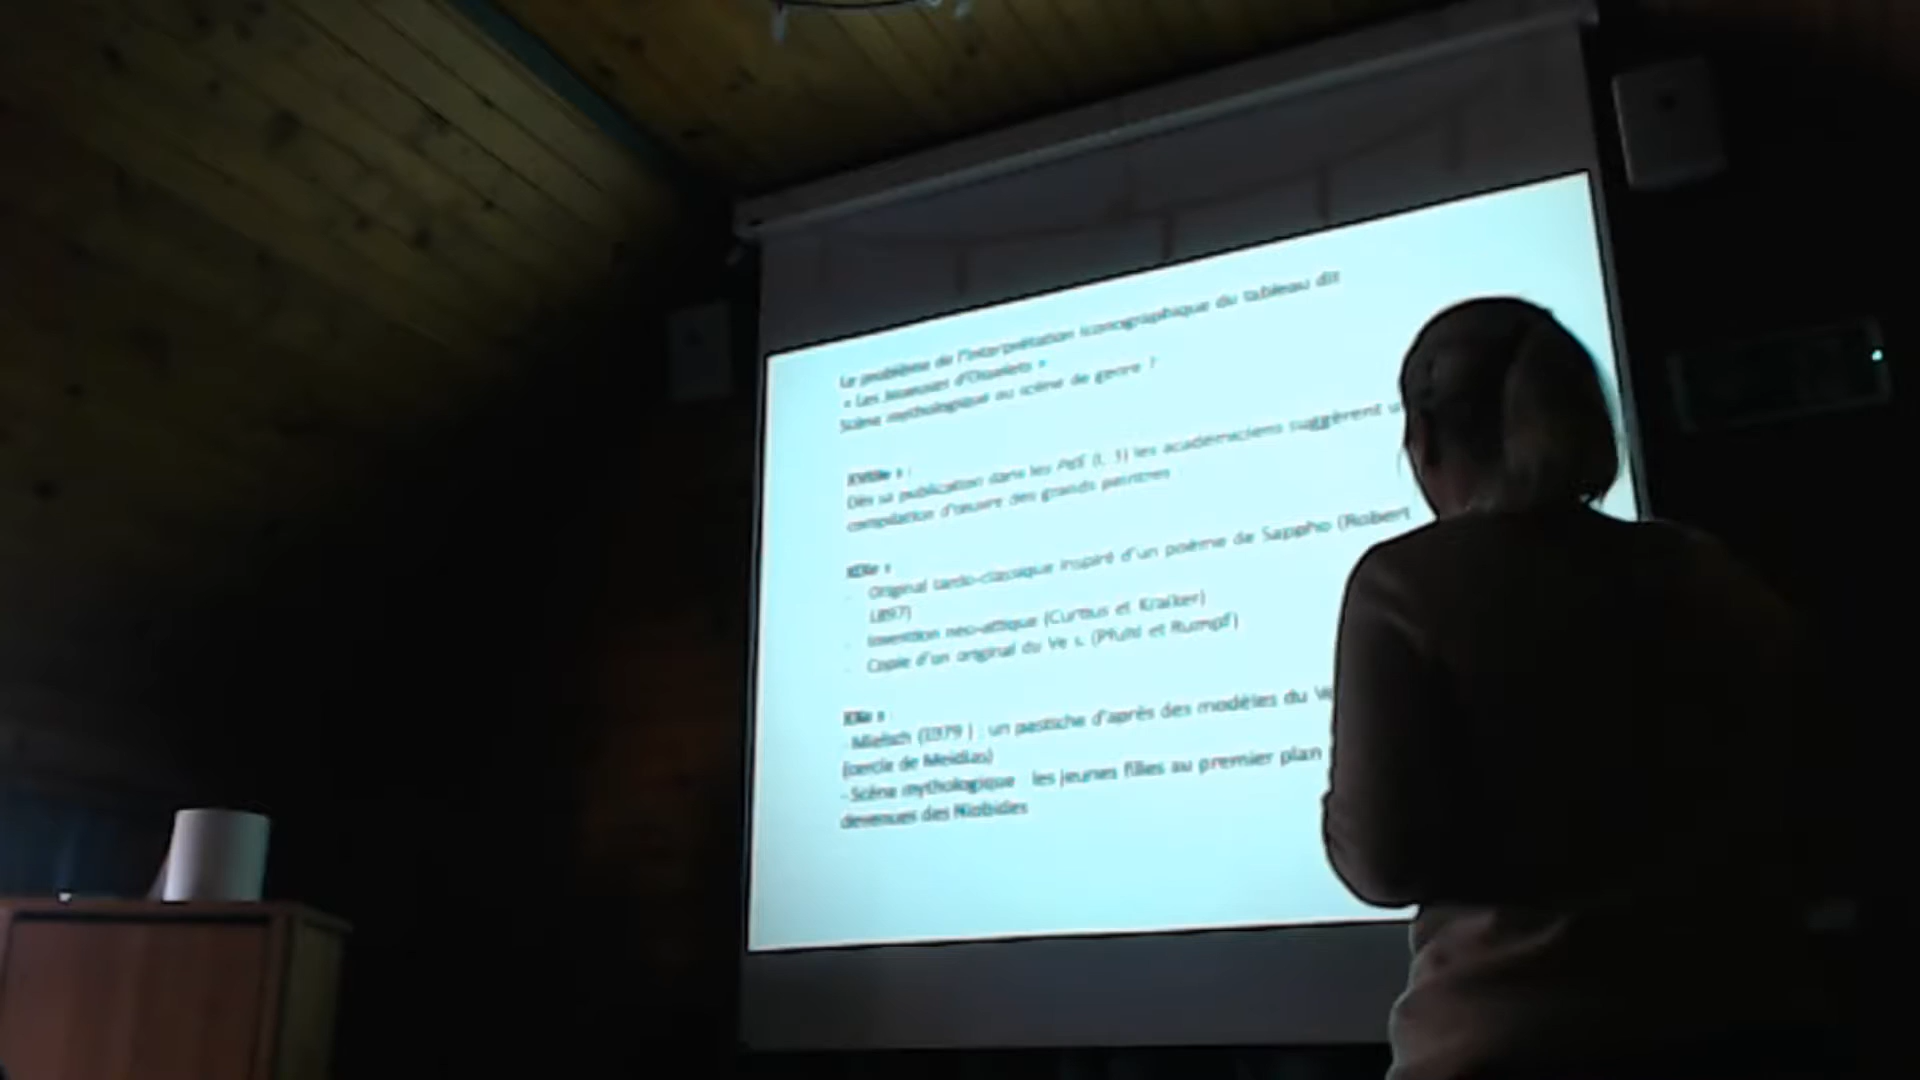 Le problème de l'interprétation iconographique du tableau dit
« Les Joueuses d'Osselets »
Scène mythologique ou scène de genre ?
XVIIIe s :
Dès sa publication dans les (t. 1) les académiciens suggèrent
compilation d'œuvre des grands peintres
XIXe s
- Original tardo-classique inspiré d'un poème de Sappho (Robert
1897)
- Invention néo-attique (Curtius et Kraiker)
- Copie d'un original du Ve s. (Pfuhl et Rumpf)
XXe s
- Mielsch (1979) : un pastiche d'après des modèles du
(cercle de Meidias)
- Scène mythologique : les jeunes filles au premier plan
devenues des Niobides